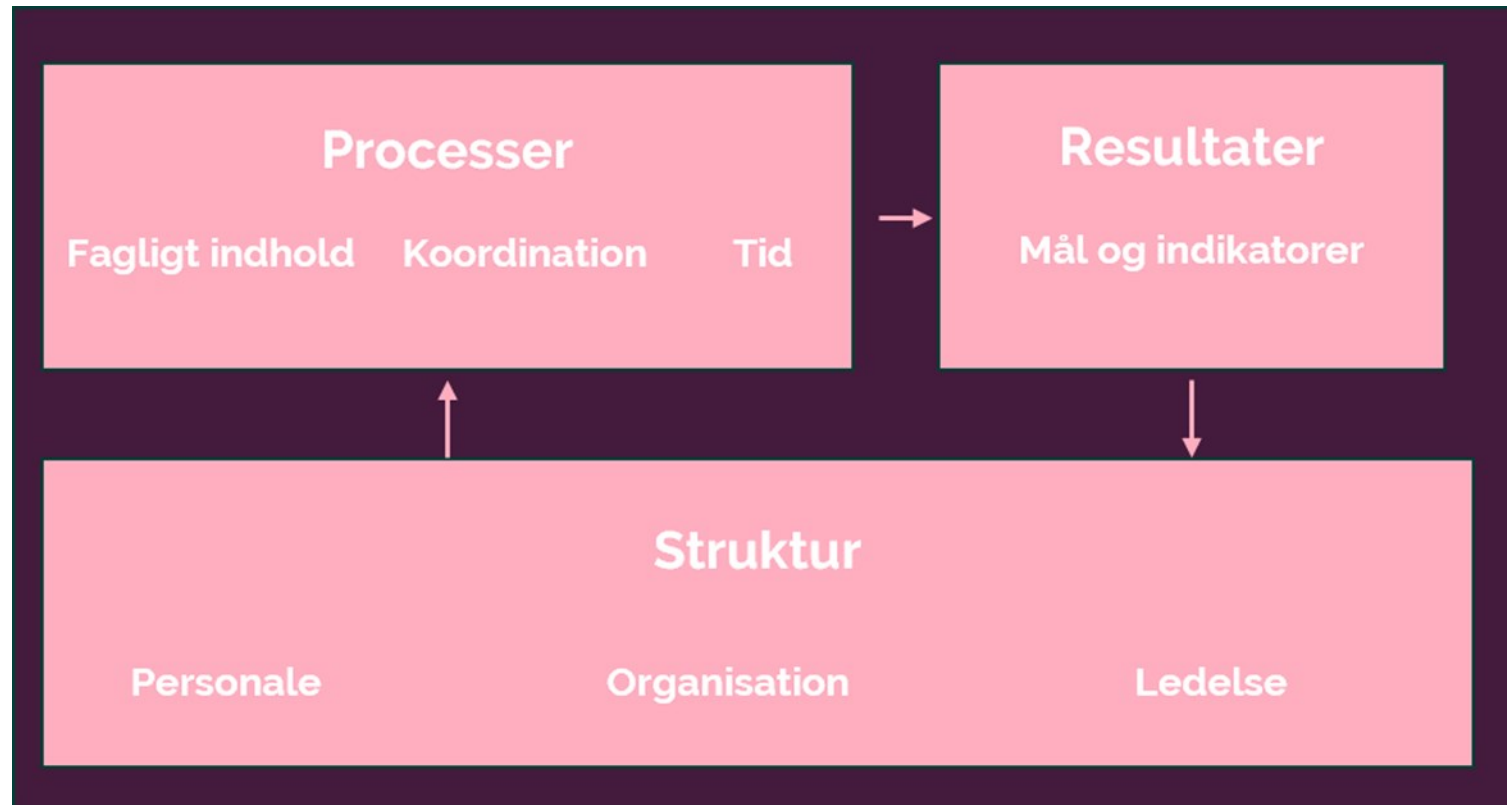 Processer
Fagligt indhold Koordination Tid
Resultater
Mål og indikatorer
Struktur
Personale Organisation Ledelse